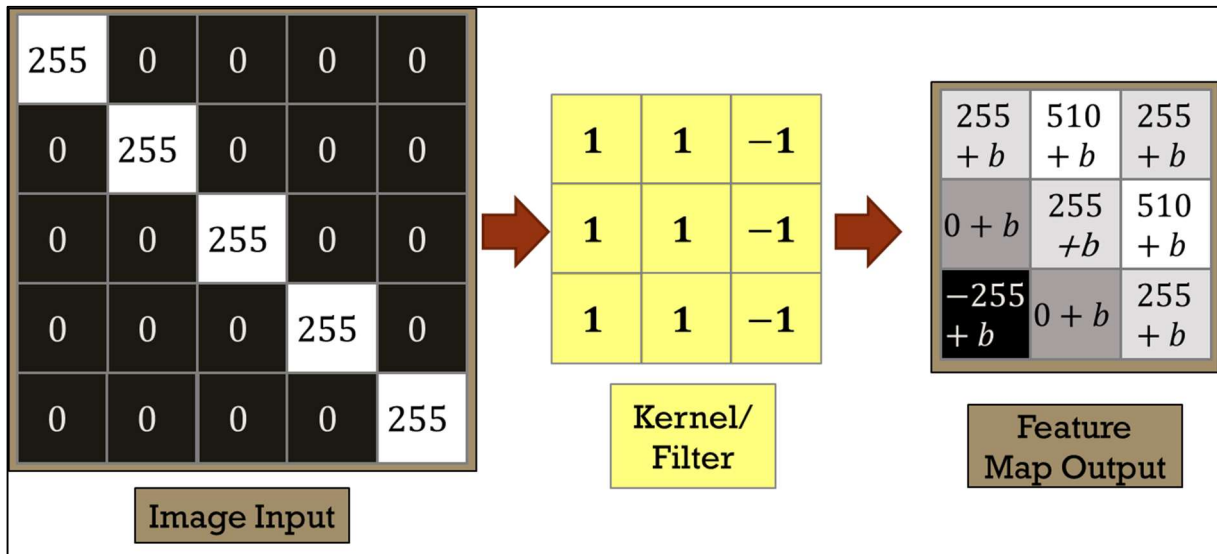 255 0 0 0 0
0 255 0 0 0
0 0 255 0 0
0 0 0 255 0
0 0 0 0 255
Image Input
1 1 −1
1 1 −1
1 1 −1
Kernel/
Filter
255 510 255
+ b + b + b
0 + b 255 510
+b + b
−255 0 + b 255
+ b + b
Feature
Map Output